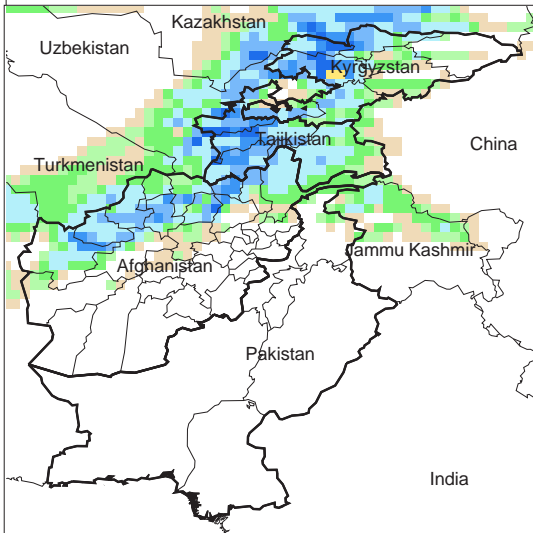 Kazakhstan
Uzbekistan
Kyrgyzstan
Tajikistan
China
Turkmenistan
Jammu Kashmir
Afghanistan
Pakistan
India